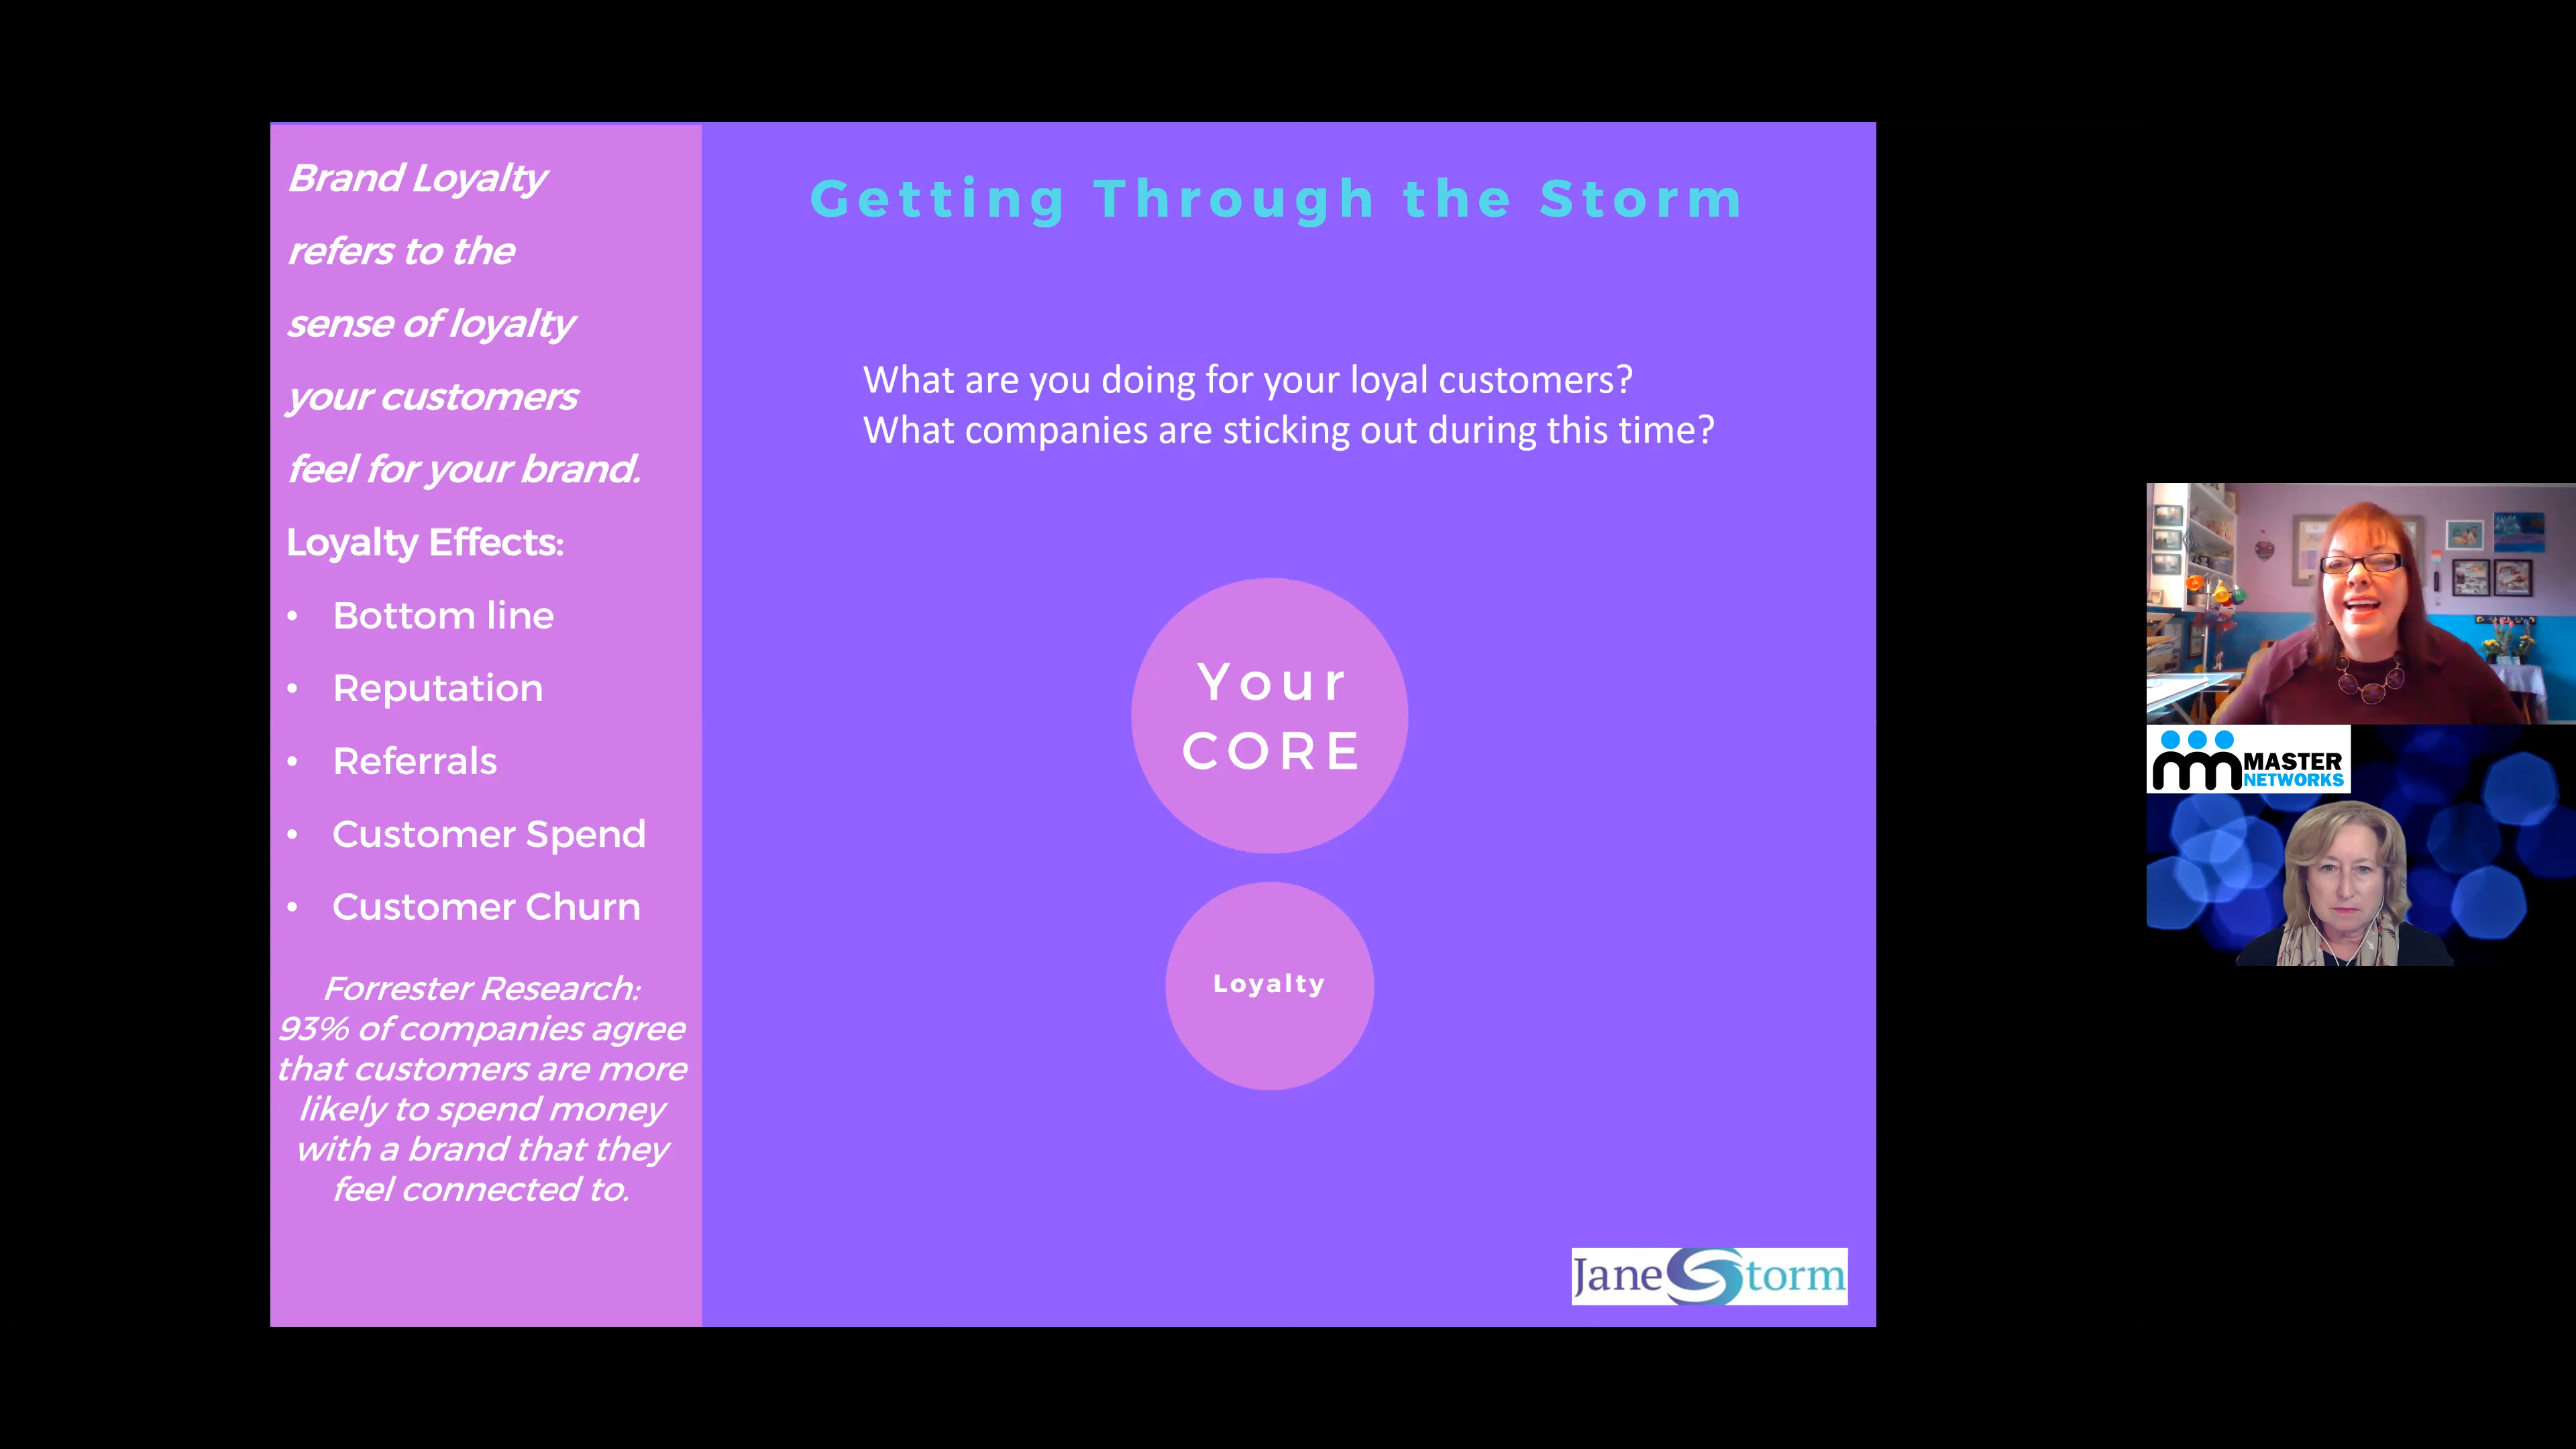 Brand Loyalty
refers to the
sense of loyalty
your customers
feel for your brand.
Loyalty Effects:
• Bottom line
• Reputation
• Referrals
• Customer Spend
• Customer Churn
Forrester Research:
93% of companies agree
that customers are more
likely to spend money
with a brand that they
feel connected to.
Getting Through the Storm
What are you doing for your loyal customers?
What companies are sticking out during this time?
Your
CORE
Loyalty
Jane Storm
MASTER
NETWORKS